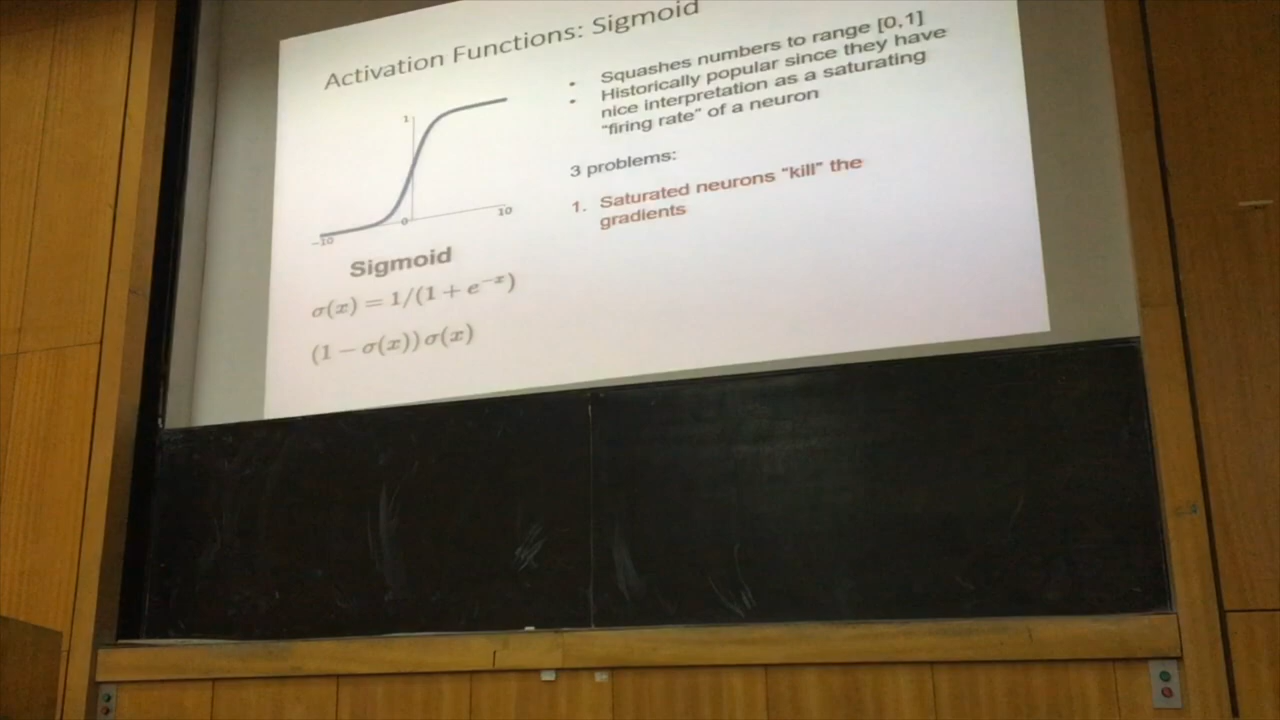 Activation Functions: Sigmoid
• Squashes numbers to range [0,1]
• Historically popular since they have
nice interpretation as a saturating
"firing rate" of a neuron
3 problems:
1. Saturated neurons "kill" the
gradients
1
0
-10
10
Sigmoid
σ(x) = 1/(1 + e^{-x})
(1 − σ(x))σ(x)